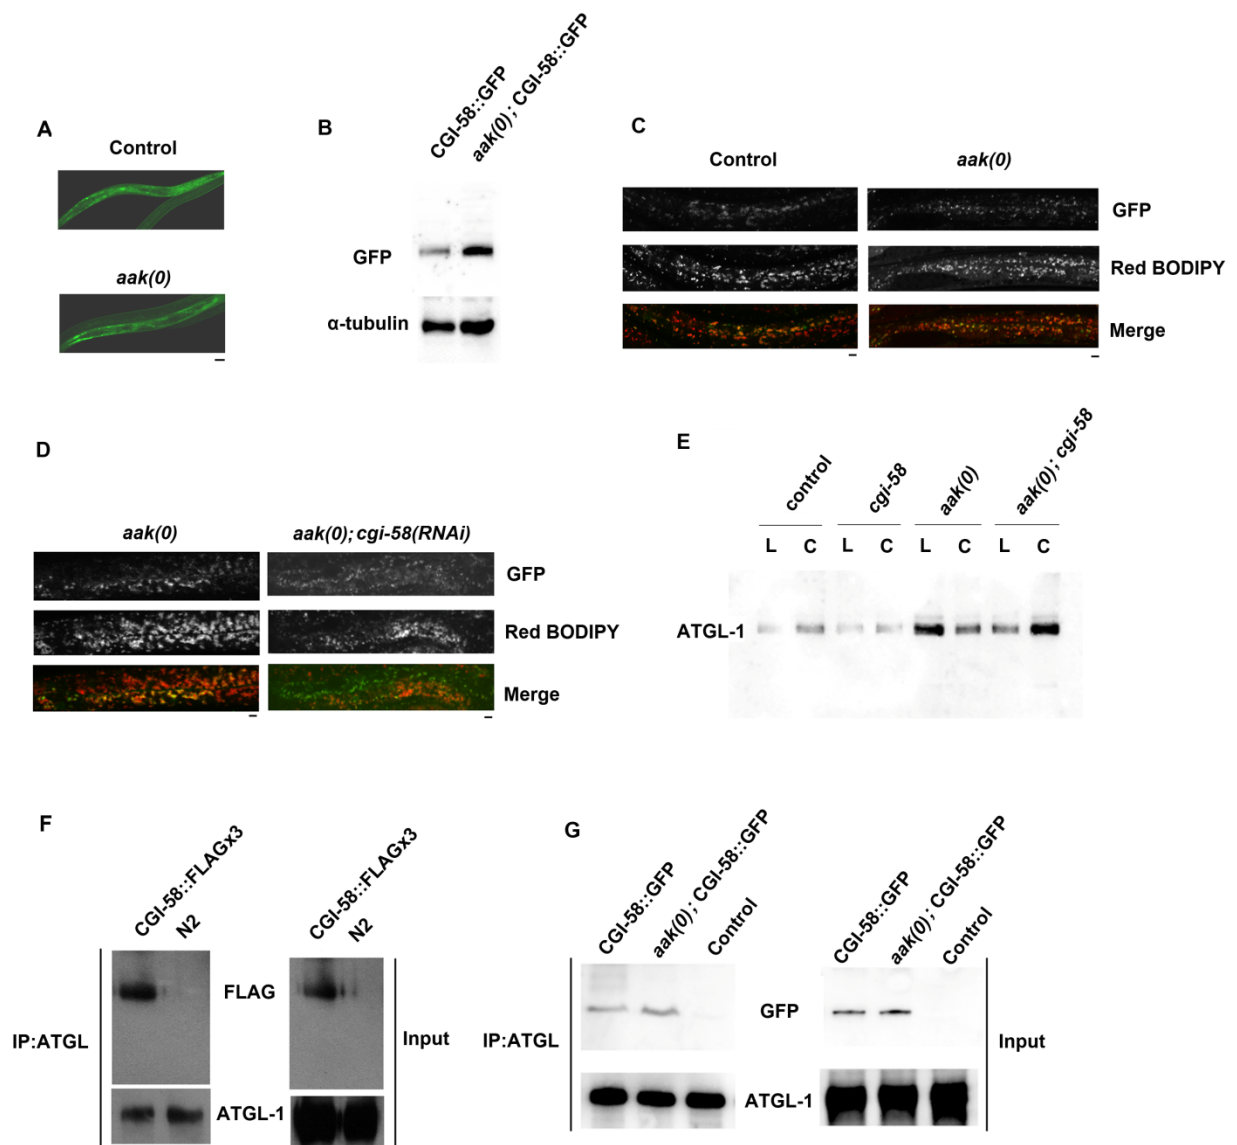 A
Control
aak(0)
B
CGI-58::GFP
aak(0); CGI-58::GFP
GFP
α-tubulin
C
Control
aak(0)
GFP
Red BODIPY
Merge
D
aak(0)
aak(0); cgi-58(RNAi)
GFP
Red BODIPY
Merge
E
control
cgi-58
aak(0)
aak(0); cgi-58
L C L C L C L C
ATGL-1
F
CGI-58::FLAGx3
N2
CGI-58::FLAGx3
N2
FLAG
IP:ATGL
Input
ATGL-1
G
CGI-58::GFP
aak(0); CGI-58::GFP
Control
CGI-58::GFP
aak(0); CGI-58::GFP
Control
GFP
IP:ATGL
Input
ATGL-1